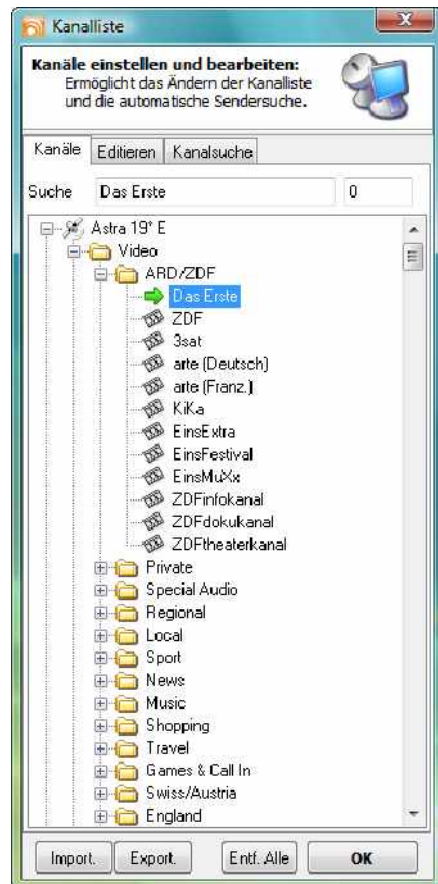 Kanalliste
Kanäle einstellen und bearbeiten:
Ermöglicht das Ändern der Kanalliste
und die automatische Sendersuche.
Kanäle Editieren Kanalsuche
Suche Das Erste 0
Astra 19° E
Video
ARD/ZDF
Das Erste
ZDF
3sat
arte (Deutsch)
arte (Franz.)
KiKa
EinsExtra
EinsFestival
EinsMuXx
ZDFinfokanal
ZDFdokukanal
ZDFtheaterkanal
Private
Special Audio
Regional
Local
Sport
News
Music
Shopping
Travel
Games & Call In
Swiss/Austria
England
Import. Export. Entf. Alle OK